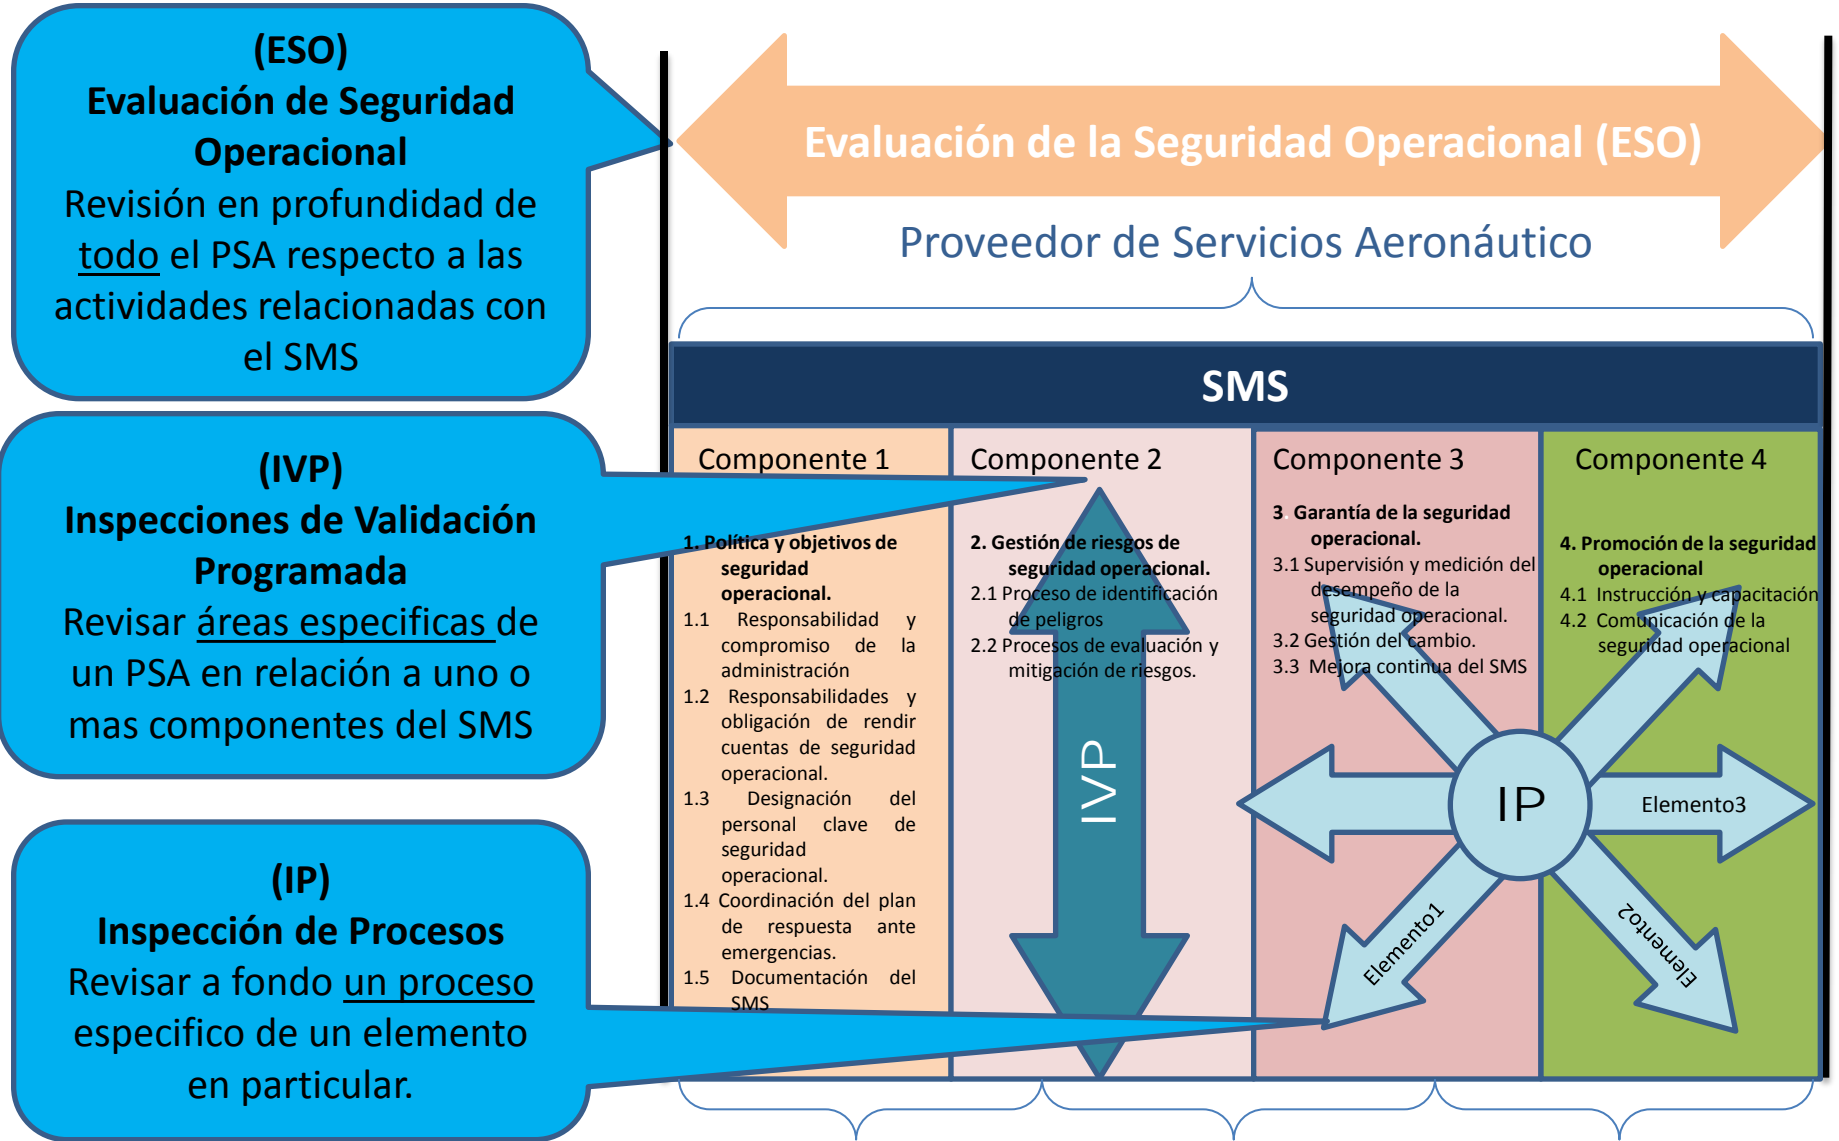 (ESO)
Evaluación de Seguridad
Operacional
Revisión en profundidad de
todo el PSA respecto a las
actividades relacionadas con
el SMS
(IVP)
Inspecciones de Validación
Programada
Revisar áreas especificas de
un PSA en relación a uno o
mas componentes del SMS
(IP)
Inspección de Procesos
Revisar a fondo un proceso
especifico de un elemento
en particular.
Evaluación de la Seguridad Operacional (ESO)
Proveedor de Servicios Aeronáutico
SMS
Componente 1
1. Política y objetivos de
seguridad
operacional.
1.1 Responsabilidad y
compromiso de la
administración
1.2 Responsabilidades y
obligación de rendir
cuentas de seguridad
operacional.
1.3 Designación del
personal clave de
seguridad
operacional.
1.4 Coordinación del plan
de respuesta ante
emergencias.
1.5 Documentación del
SMS
Componente 2
2. Gestión de riesgos de
seguridad operacional.
2.1 Proceso de identificación
de peligros
2.2 Procesos de evaluación y
mitigación de riesgos.
IVP
Componente 3
3. Garantía de la seguridad
operacional.
3.1 Supervisión y medición del
desempeño de la
seguridad operacional.
3.2 Gestión del cambio.
3.3 Mejora continua del SMS
Componente 4
4. Promoción de la seguridad
operacional
4.1 Instrucción y capacitación
4.2 Comunicación de la
seguridad operacional
IP
Elemento3
Elemento1
Elemento2